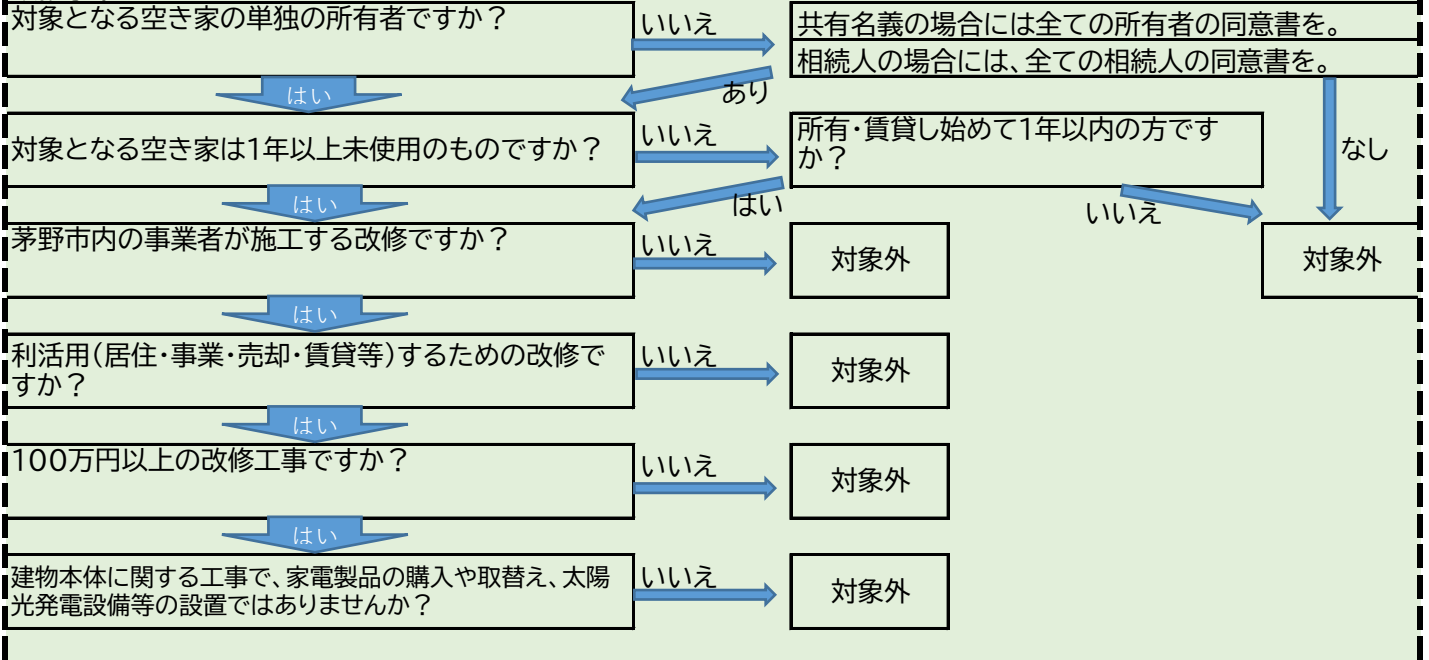 対象となる空き家の単独の所有者ですか？
いいえ
共有名義の場合には全ての所有者の同意書を。
相続人の場合には、全ての相続人の同意書を。
はい
あり
なし
対象となる空き家は1年以上未使用のものですか？
いいえ
所有・賃貸し始めて1年以内の方です
か？
はい
はい
いいえ
茅野市内の事業者が施工する改修ですか？
いいえ
対象外
対象外
はい
利活用(居住・事業・売却・賃貸等)するための改修で
すか？
いいえ
対象外
はい
100万円以上の改修工事ですか？
いいえ
対象外
はい
建物本体に関する工事で、家電製品の購入や取替え、太陽
光発電設備等の設置ではありませんか？
いいえ
対象外